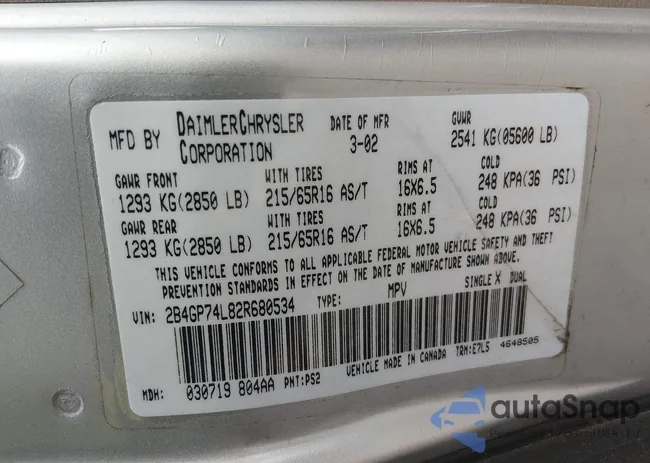 MFD BY DAIMLERCHRYSLER CORPORATION DATE OF MFR 3-02 GVWR 2541 KG(05600 LB)
GAWR FRONT WITH TIRES RIMS AT COLD
1293 KG(2850 LB) 215/65R16 AS/T 16X6.5 248 KPA(36 PSI)
GAWR REAR WITH TIRES RIMS AT COLD
1293 KG(2850 LB) 215/65R16 AS/T 16X6.5 248 KPA(36 PSI)
THIS VEHICLE CONFORMS TO ALL APPLICABLE FEDERAL MOTOR VEHICLE SAFETY AND THEFT
PREVENTION STANDARDS IN EFFECT ON THE DATE OF MANUFACTURE SHOWN ABOVE.
VIN: 2B4GP74L82R680534 TYPE: MPV SINGLE X DUAL
VEHICLE MADE IN CANADA TRM:E7LS 4648505
MDH: 030719 804AA PNT:PS2
autoSnap